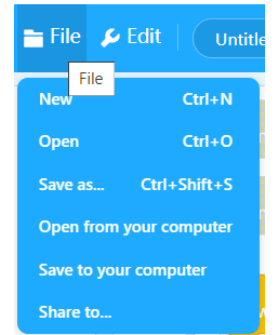 File Edit Untitle
File
New Ctrl+N
Open Ctrl+O
Save as... Ctrl+Shift+S
Open from your computer
Save to your computer
Share to...